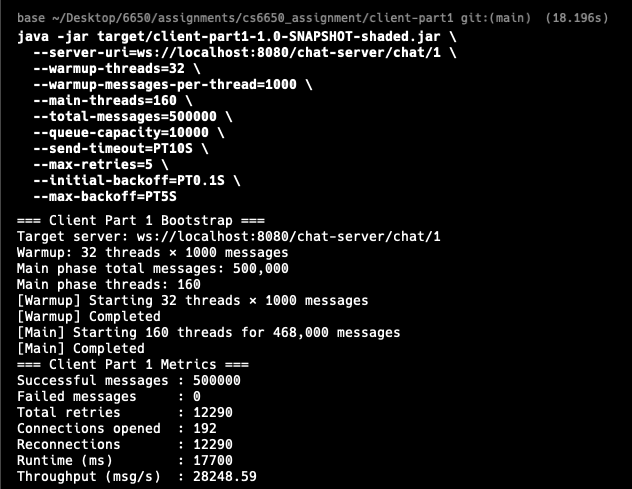 base ~/Desktop/6650/assignments/cs6650_assignment/client-part1 git:(main) (18.196s)
java -jar target/client-part1-1.0-SNAPSHOT-shaded.jar \
--server-uri=ws://localhost:8080/chat-server/chat/1 \
--warmup-threads=32 \
--warmup-messages-per-thread=1000 \
--main-threads=160 \
--total-messages=500000 \
--queue-capacity=10000 \
--send-timeout=PT10S \
--max-retries=5 \
--initial-backoff=PT0.1S \
--max-backoff=PT5S
=== Client Part 1 Bootstrap ===
Target server: ws://localhost:8080/chat-server/chat/1
Warmup: 32 threads × 1000 messages
Main phase total messages: 500,000
Main phase threads: 160
[Warmup] Starting 32 threads × 1000 messages
[Warmup] Completed
[Main] Starting 160 threads for 468,000 messages
[Main] Completed
=== Client Part 1 Metrics ===
Successful messages : 500000
Failed messages : 0
Total retries : 12290
Connections opened : 192
Reconnections : 12290
Runtime (ms) : 17700
Throughput (msg/s) : 28248.59